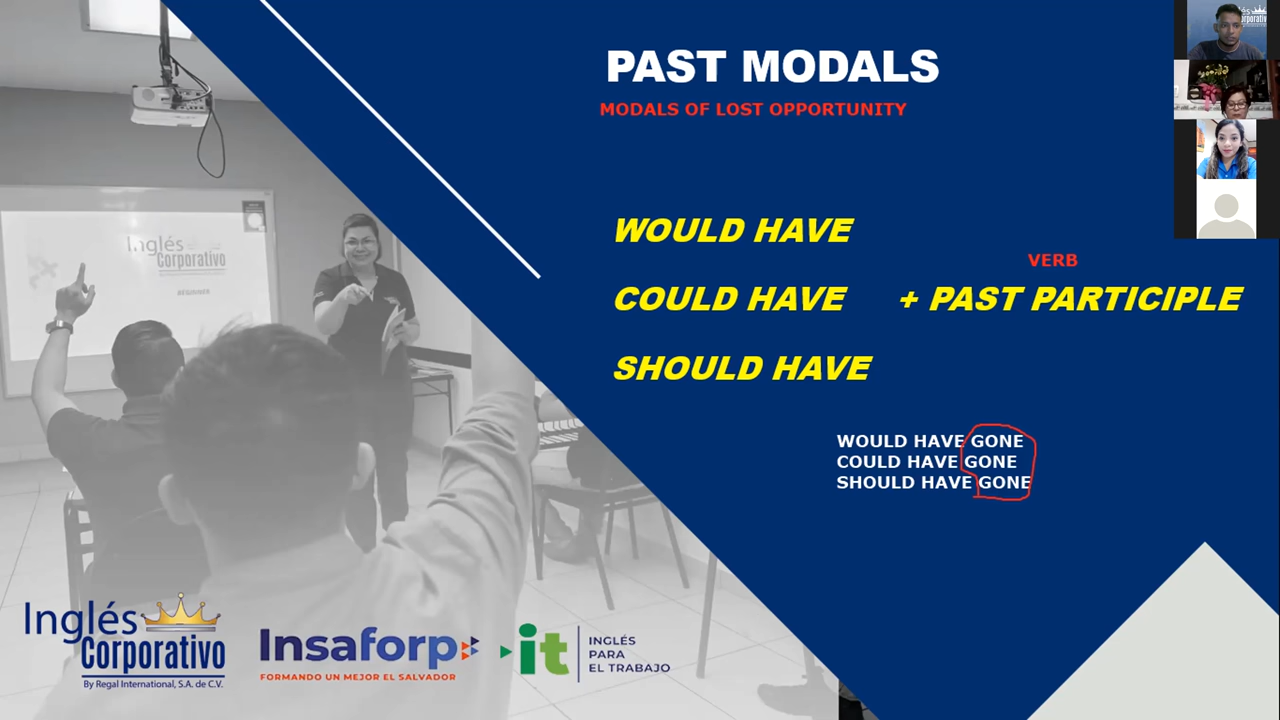 PAST MODALS
MODALS OF LOST OPPORTUNITY
WOULD HAVE
VERB
COULD HAVE + PAST PARTICIPLE
SHOULD HAVE
WOULD HAVE GONE
COULD HAVE GONE
SHOULD HAVE GONE
Inglés
Corporativo
Inglés
Corporativo
By Regal International, S.A. de C.V.
Insaforp
FORMANDO UN MEJOR EL SALVADOR
it
INGLÉS
PARA
EL TRABAJO